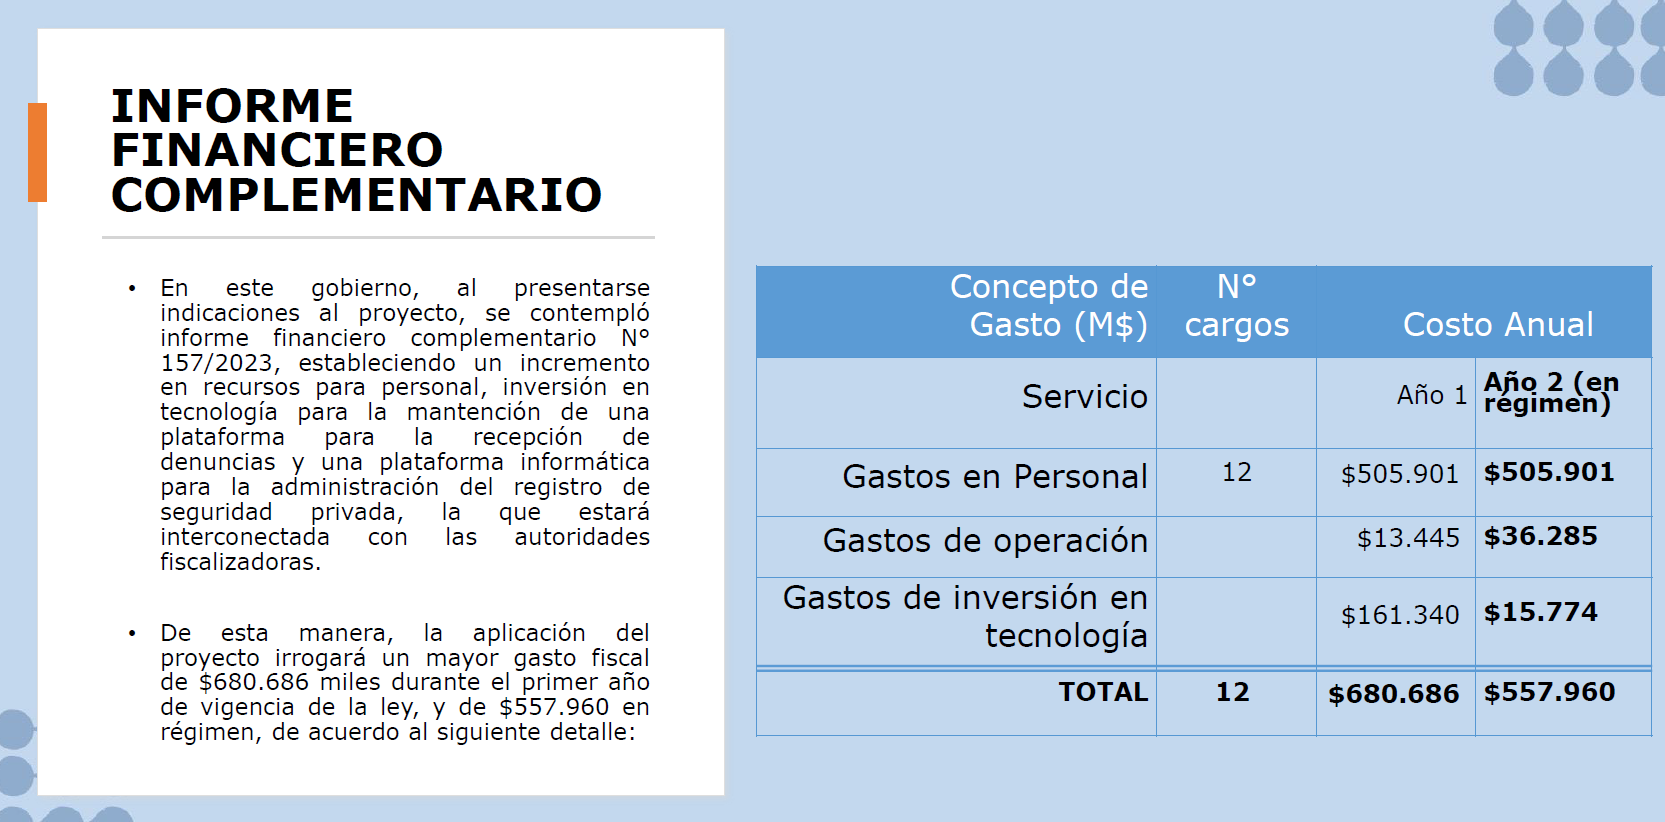 INFORME
FINANCIERO
COMPLEMENTARIO
• En este gobierno, al presentarse
indicaciones al proyecto, se contempló
informe financiero complementario N°
157/2023, estableciendo un incremento
en recursos para personal, inversión en
tecnología para la mantención de una
plataforma para la recepción de
denuncias y una plataforma informática
para la administración del registro de
seguridad privada, la que estará
interconectada con las autoridades
fiscalizadoras.
• De esta manera, la aplicación del
proyecto irrogará un mayor gasto fiscal
de $680.686 miles durante el primer año
de vigencia de la ley, y de $557.960 en
régimen, de acuerdo al siguiente detalle:
Concepto de
Gasto (M$)
N°
cargos
Costo Anual
Servicio
Año 1
Año 2 (en
régimen)
Gastos en Personal 12 $505.901 $505.901
Gastos de operación $13.445 $36.285
Gastos de inversión en
tecnología
$161.340 $15.774
TOTAL 12 $680.686 $557.960